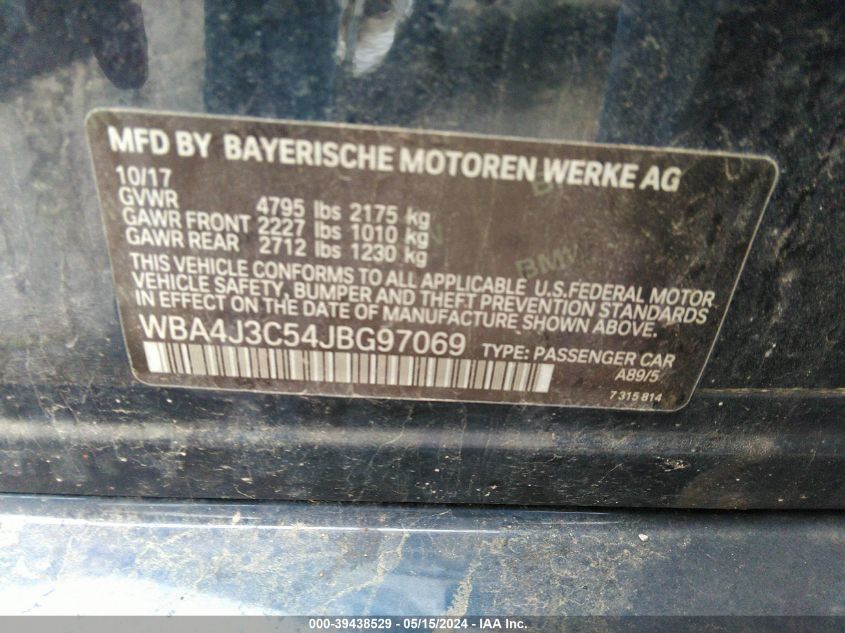 MFD BY BAYERISCHE MOTOREN WERKE AG
10/17
GVWR 4795 lbs 2175 kg
GAWR FRONT 2227 lbs 1010 kg
GAWR REAR 2712 lbs 1230 kg
THIS VEHICLE CONFORMS TO ALL APPLICABLE U.S.FEDERAL MOTOR
VEHICLE SAFETY, BUMPER AND THEFT PREVENTION STANDARDS
IN EFFECT ON THE DATE OF MANUFACTURE SHOWN ABOVE.
WBA4J3C54JBG97069 TYPE: PASSENGER CAR
A89/5
7 315 814
000-39438529 - 05/15/2024 - IAA Inc.